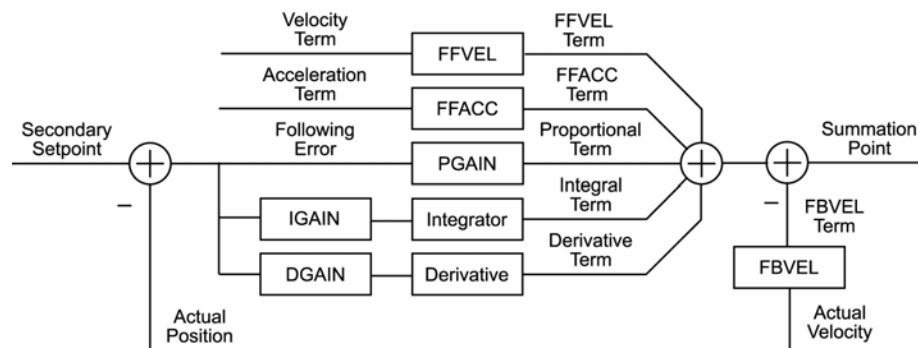 Velocity
Term
FFVEL
FFVEL
Term
Acceleration
Term
FFACC
FFACC
Term
Secondary
Setpoint
Following
Error
PGAIN
Proportional
Term
Summation
Point
+
+
+
−
−
IGAIN
Integrator
Integral
Term
FBVEL
Term
DGAIN
Derivative
Derivative
Term
FBVEL
Actual
Position
Actual
Velocity